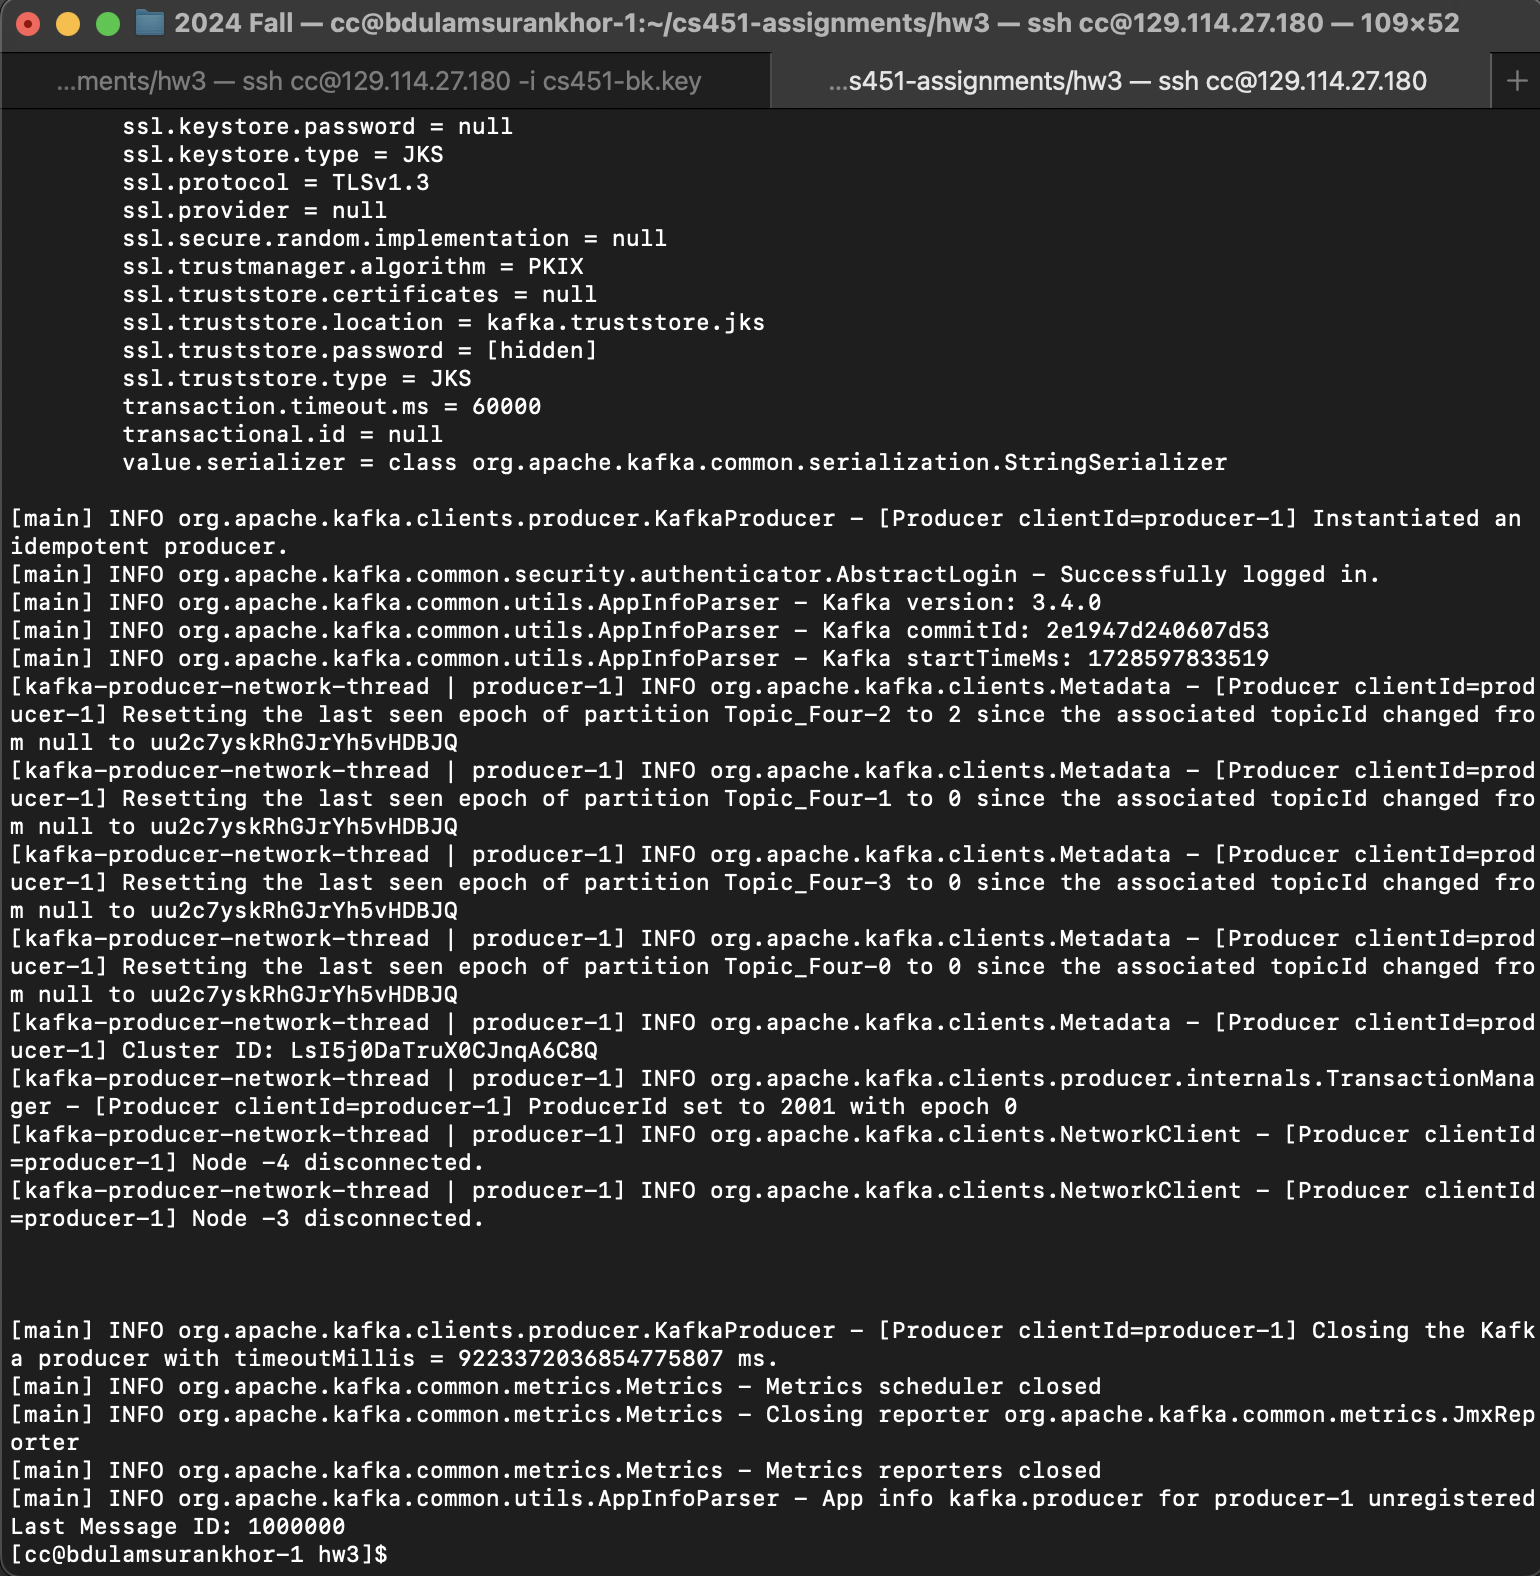 2024 Fall — cc@bdulamsurankhor-1:~/cs451-assignments/hw3 — ssh cc@129.114.27.180 — 109×52
...ments/hw3 — ssh cc@129.114.27.180 -i cs451-bk.key
...s451-assignments/hw3 — ssh cc@129.114.27.180
+
ssl.keystore.password = null
ssl.keystore.type = JKS
ssl.protocol = TLSv1.3
ssl.provider = null
ssl.secure.random.implementation = null
ssl.trustmanager.algorithm = PKIX
ssl.truststore.certificates = null
ssl.truststore.location = kafka.truststore.jks
ssl.truststore.password = [hidden]
ssl.truststore.type = JKS
transaction.timeout.ms = 60000
transactional.id = null
value.serializer = class org.apache.kafka.common.serialization.StringSerializer
[main] INFO org.apache.kafka.clients.producer.KafkaProducer - [Producer clientId=producer-1] Instantiated an
idempotent producer.
[main] INFO org.apache.kafka.common.security.authenticator.AbstractLogin - Successfully logged in.
[main] INFO org.apache.kafka.common.utils.AppInfoParser - Kafka version: 3.4.0
[main] INFO org.apache.kafka.common.utils.AppInfoParser - Kafka commitId: 2e1947d240607d53
[main] INFO org.apache.kafka.common.utils.AppInfoParser - Kafka startTimeMs: 1728597833519
[kafka-producer-network-thread | producer-1] INFO org.apache.kafka.clients.Metadata - [Producer clientId=prod
ucer-1] Resetting the last seen epoch of partition Topic_Four-2 to 2 since the associated topicId changed fro
m null to uu2c7yskRhGJrYh5vHDBJQ
[kafka-producer-network-thread | producer-1] INFO org.apache.kafka.clients.Metadata - [Producer clientId=prod
ucer-1] Resetting the last seen epoch of partition Topic_Four-1 to 0 since the associated topicId changed fro
m null to uu2c7yskRhGJrYh5vHDBJQ
[kafka-producer-network-thread | producer-1] INFO org.apache.kafka.clients.Metadata - [Producer clientId=prod
ucer-1] Resetting the last seen epoch of partition Topic_Four-3 to 0 since the associated topicId changed fro
m null to uu2c7yskRhGJrYh5vHDBJQ
[kafka-producer-network-thread | producer-1] INFO org.apache.kafka.clients.Metadata - [Producer clientId=prod
ucer-1] Resetting the last seen epoch of partition Topic_Four-0 to 0 since the associated topicId changed fro
m null to uu2c7yskRhGJrYh5vHDBJQ
[kafka-producer-network-thread | producer-1] INFO org.apache.kafka.clients.Metadata - [Producer clientId=prod
ucer-1] Cluster ID: LsI5j0DaTruX0CJnqA6C8Q
[kafka-producer-network-thread | producer-1] INFO org.apache.kafka.clients.producer.internals.TransactionMana
ger - [Producer clientId=producer-1] ProducerId set to 2001 with epoch 0
[kafka-producer-network-thread | producer-1] INFO org.apache.kafka.clients.NetworkClient - [Producer clientId
=producer-1] Node -4 disconnected.
[kafka-producer-network-thread | producer-1] INFO org.apache.kafka.clients.NetworkClient - [Producer clientId
=producer-1] Node -3 disconnected.
[main] INFO org.apache.kafka.clients.producer.KafkaProducer - [Producer clientId=producer-1] Closing the Kafk
a producer with timeoutMillis = 9223372036854775807 ms.
[main] INFO org.apache.kafka.common.metrics.Metrics - Metrics scheduler closed
[main] INFO org.apache.kafka.common.metrics.Metrics - Closing reporter org.apache.kafka.common.metrics.JmxRep
orter
[main] INFO org.apache.kafka.common.metrics.Metrics - Metrics reporters closed
[main] INFO org.apache.kafka.common.utils.AppInfoParser - App info kafka.producer for producer-1 unregistered
Last Message ID: 1000000
[cc@bdulamsurankhor-1 hw3]$